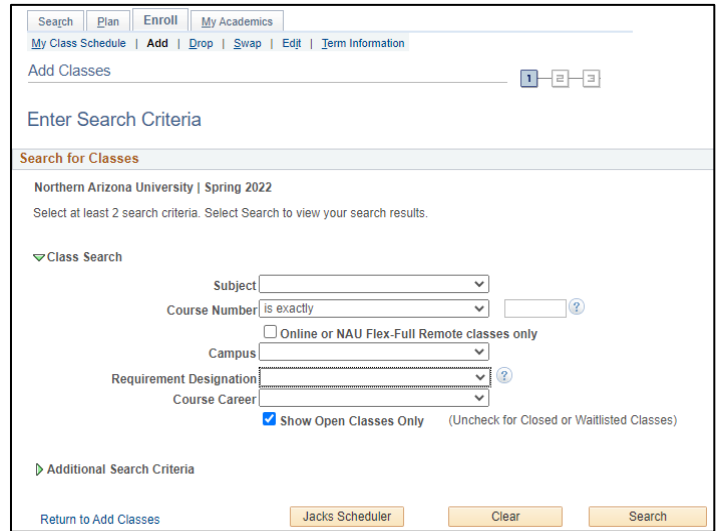 Search Plan Enroll My Academics
My Class Schedule | Add | Drop | Swap | Edit | Term Information
Add Classes 1 2 3
Enter Search Criteria
Search for Classes
Northern Arizona University | Spring 2022
Select at least 2 search criteria. Select Search to view your search results.
Class Search
Subject
Course Number is exactly ?
Online or NAU Flex-Full Remote classes only
Campus
Requirement Designation ?
Course Career
Show Open Classes Only (Uncheck for Closed or Waitlisted Classes)
Additional Search Criteria
Return to Add Classes Jacks Scheduler Clear Search